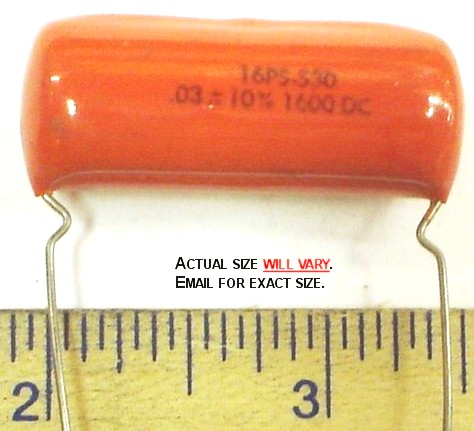 16PS-S30
.03 ± 10% 1600 DC
ACTUAL SIZE WILL VARY.
EMAIL FOR EXACT SIZE.
2 3